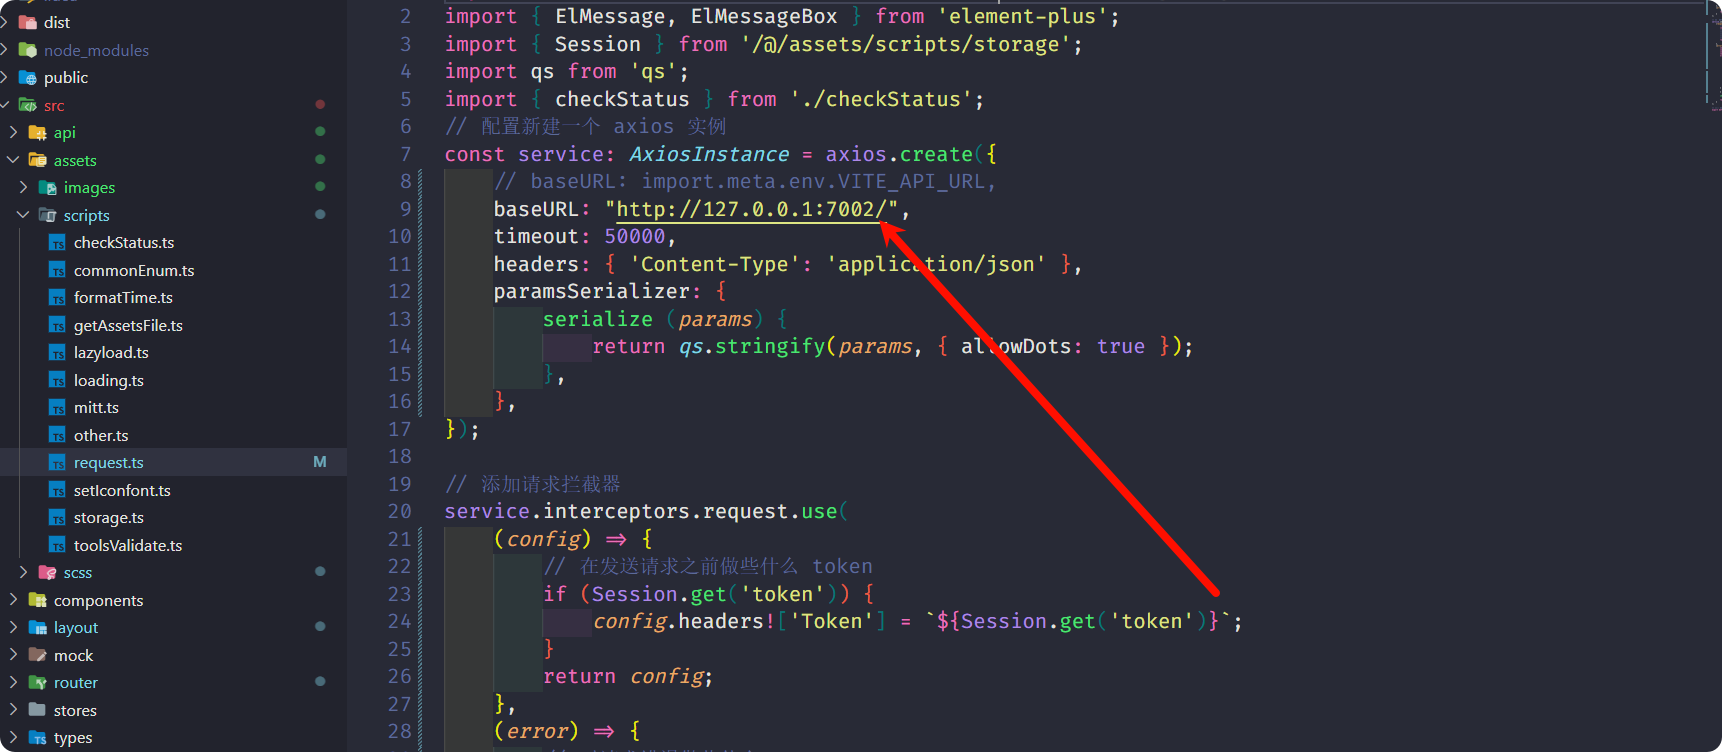 dist
node_modules
public
src
api
assets
images
scripts
checkStatus.ts
commonEnum.ts
formatTime.ts
getAssetsFile.ts
lazyload.ts
loading.ts
mitt.ts
other.ts
request.ts M
setIconfont.ts
storage.ts
toolsValidate.ts
scss
components
layout
mock
router
stores
types
2 import { ElMessage, ElMessageBox } from 'element-plus';
3 import { Session } from '/@/assets/scripts/storage';
4 import qs from 'qs';
5 import { checkStatus } from './checkStatus';
6 // 配置新建一个 axios 实例
7 const service: AxiosInstance = axios.create({
8 // baseURL: import.meta.env.VITE_API_URL,
9 baseURL: "http://127.0.0.1:7002/",
10 timeout: 50000,
11 headers: { 'Content-Type': 'application/json' },
12 paramsSerializer: {
13 serialize (params) {
14 return qs.stringify(params, { allowDots: true });
15 },
16 },
17 });
18
19 // 添加请求拦截器
20 service.interceptors.request.use(
21 (config) => {
22 // 在发送请求之前做些什么 token
23 if (Session.get('token')) {
24 config.headers!['Token'] = `${Session.get('token')}`;
25 }
26 return config;
27 },
28 (error) => {